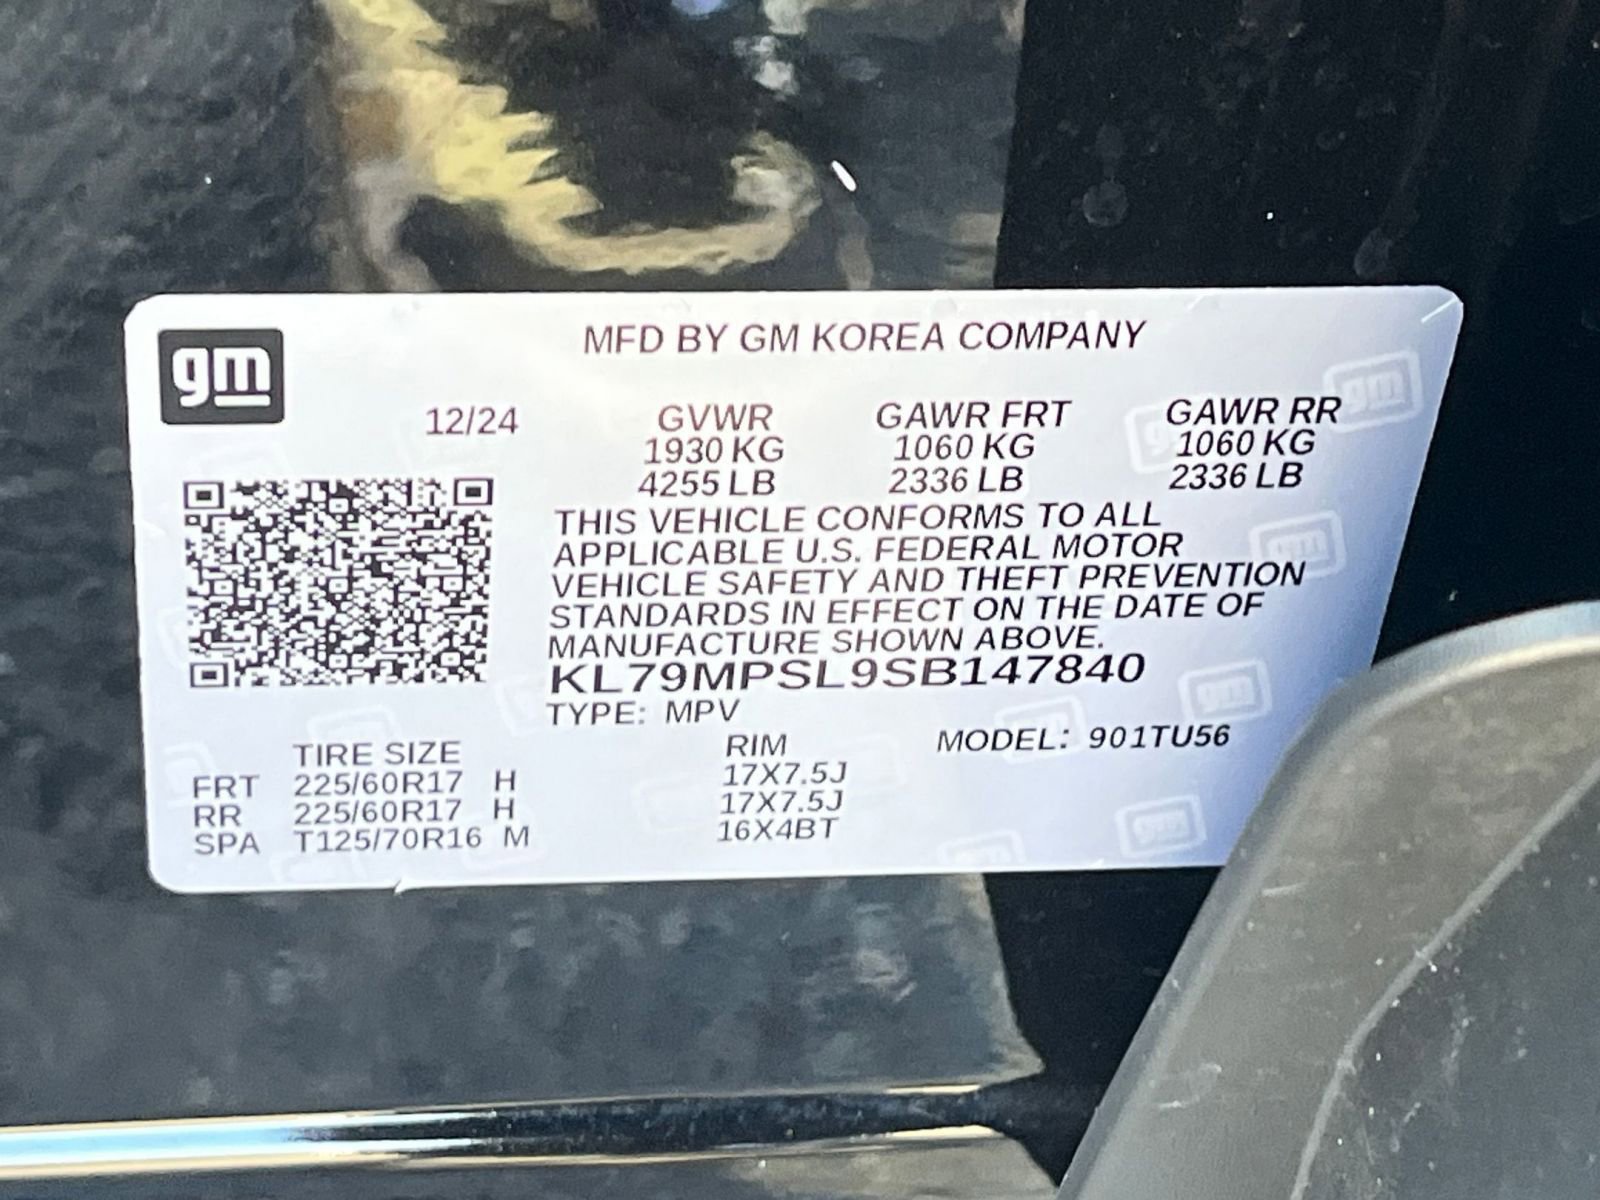 gm
MFD BY GM KOREA COMPANY
12/24 GVWR GAWR FRT GAWR RR
1930 KG 1060 KG 1060 KG
4255 LB 2336 LB 2336 LB
THIS VEHICLE CONFORMS TO ALL
APPLICABLE U.S. FEDERAL MOTOR
VEHICLE SAFETY AND THEFT PREVENTION
STANDARDS IN EFFECT ON THE DATE OF
MANUFACTURE SHOWN ABOVE.
KL79MPSL9SB147840
TYPE: MPV
TIRE SIZE RIM MODEL: 901TU56
FRT 225/60R17 H 17X7.5J
RR 225/60R17 H 17X7.5J
SPA T125/70R16 M 16X4BT